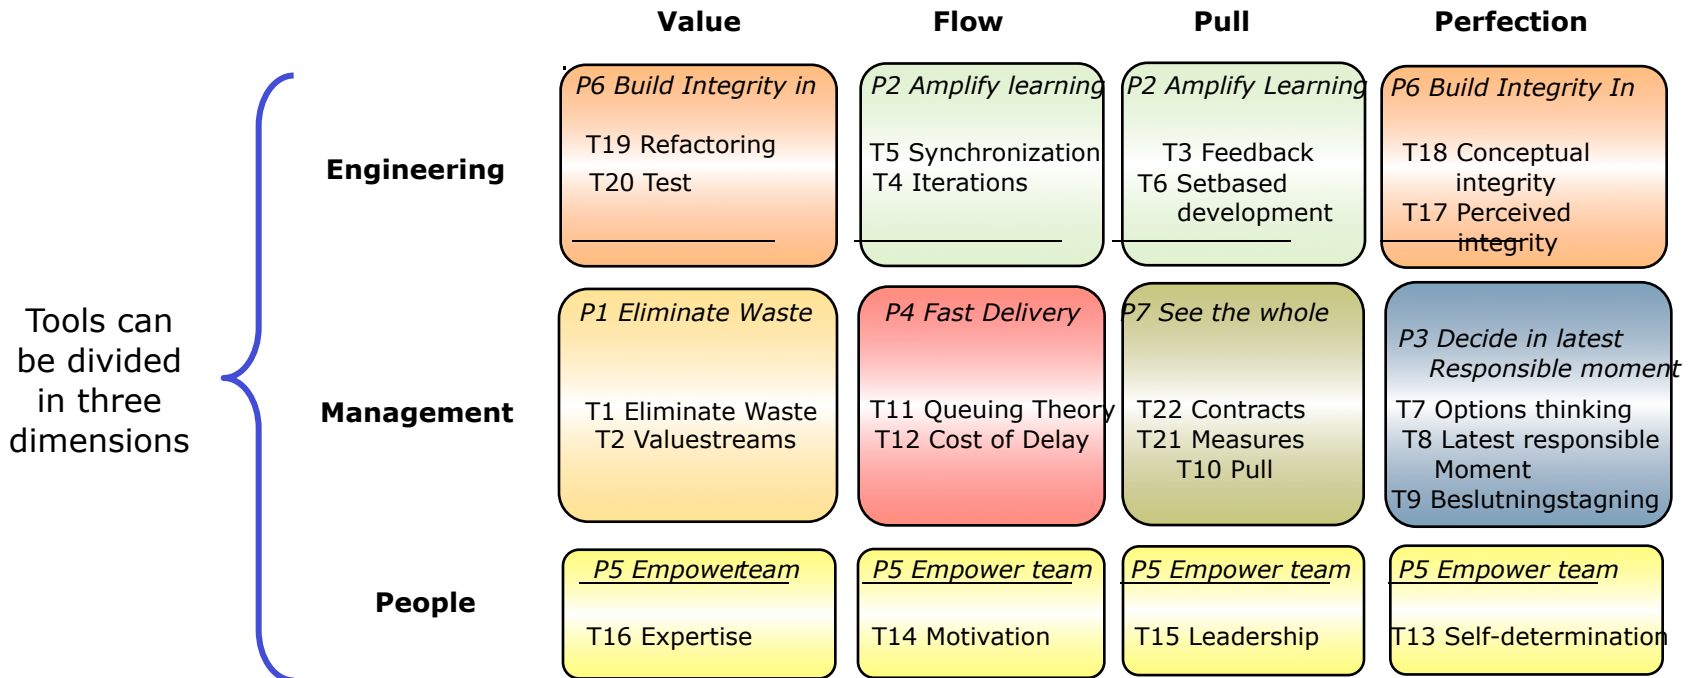 Value Flow Pull Perfection
Tools can
be divided
in three
dimensions
Engineering
P6 Build Integrity in
T19 Refactoring
T20 Test
P2 Amplify learning
T5 Synchronization
T4 Iterations
P2 Amplify Learning
T3 Feedback
T6 Setbased
development
P6 Build Integrity In
T18 Conceptual
integrity
T17 Perceived
integrity
Management
P1 Eliminate Waste
T1 Eliminate Waste
T2 Valuestreams
P4 Fast Delivery
T11 Queuing Theory
T12 Cost of Delay
P7 See the whole
T22 Contracts
T21 Measures
T10 Pull
P3 Decide in latest
Responsible moment
T7 Options thinking
T8 Latest responsible
Moment
T9 Beslutningstagning
People
P5 Empower team
T16 Expertise
P5 Empower team
T14 Motivation
P5 Empower team
T15 Leadership
P5 Empower team
T13 Self-determination